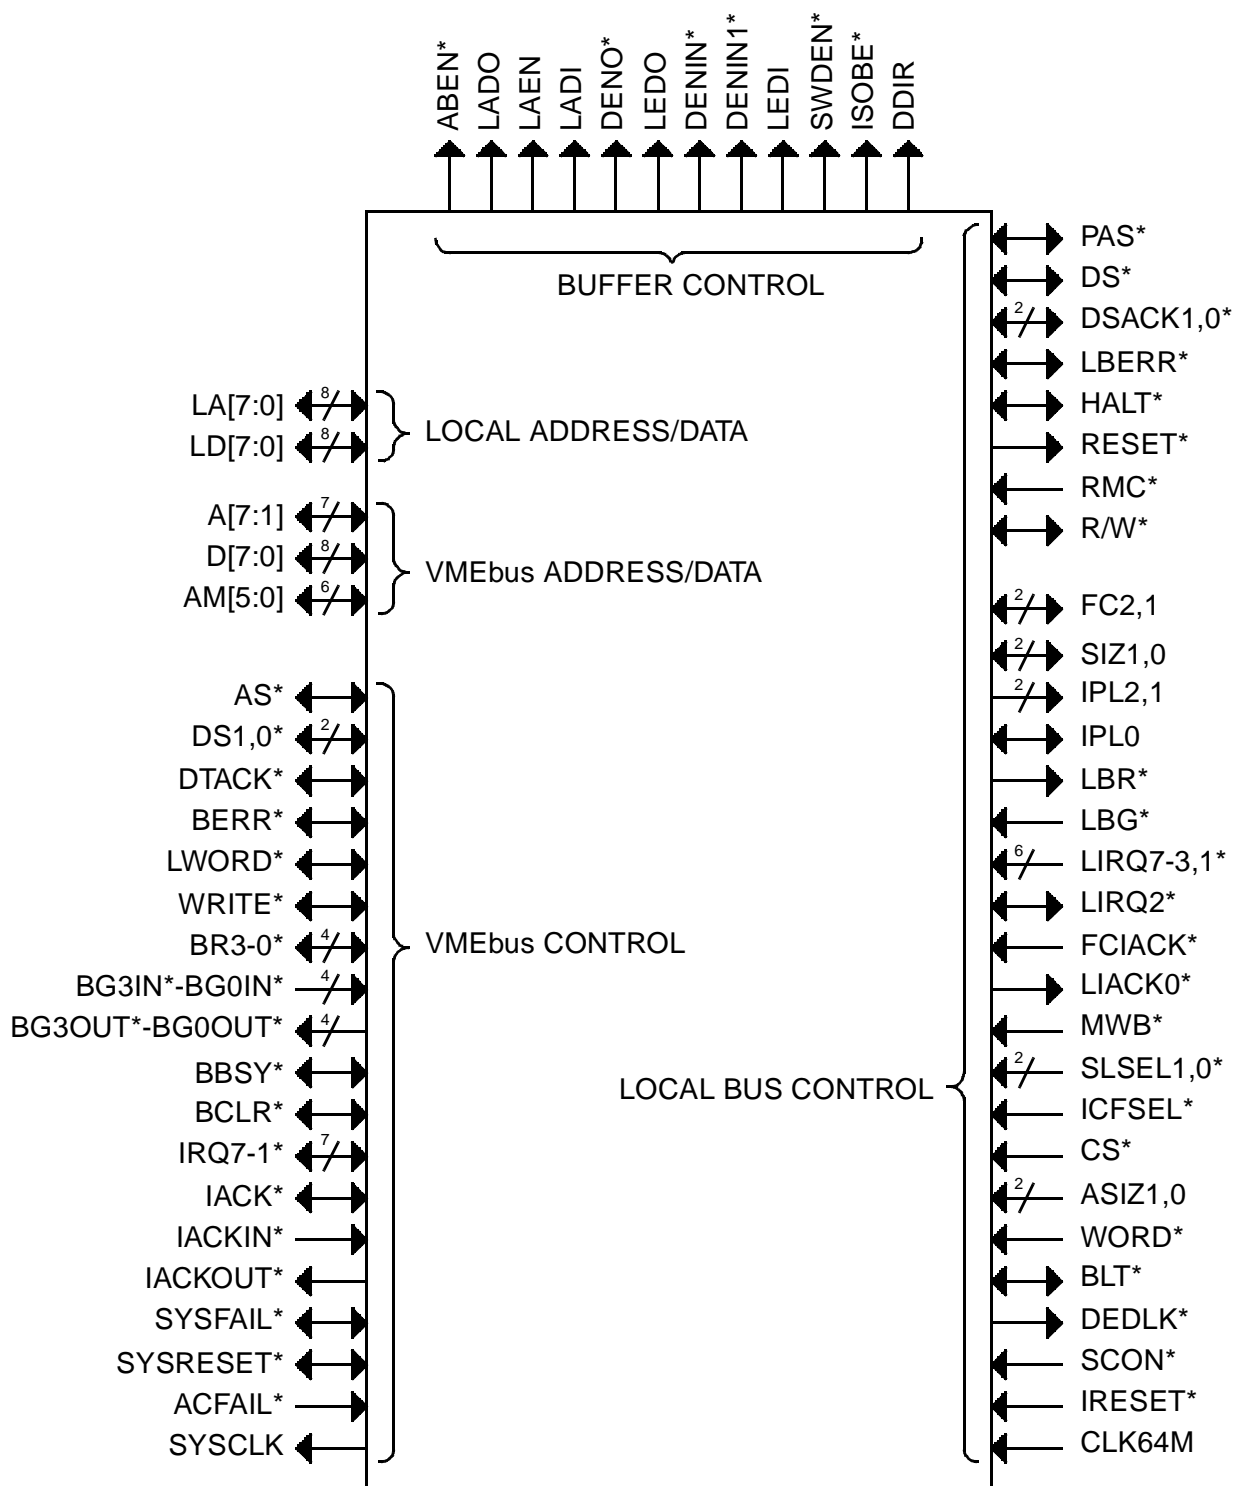 ABEN*
LADO
LAEN
LADI
DENO*
LEDO
DENIN*
DENIN1*
LEDI
SWDEN*
ISOBE*
DDIR
BUFFER CONTROL
LA[7:0] 8
LD[7:0] 8
LOCAL ADDRESS/DATA
A[7:1] 7
D[7:0] 8
AM[5:0] 6
VMEbus ADDRESS/DATA
AS*
DS1,0* 2
DTACK*
BERR*
LWORD*
WRITE*
BR3-0* 4
BG3IN*-BG0IN* 4
BG3OUT*-BG0OUT* 4
BBSY*
BCLR*
IRQ7-1* 7
IACK*
IACKIN*
IACKOUT*
SYSFAIL*
SYSRESET*
ACFAIL*
SYSCLK
VMEbus CONTROL
LOCAL BUS CONTROL
PAS*
DS*
2 DSACK1,0*
LBERR*
HALT*
RESET*
RMC*
R/W*
2 FC2,1
2 SIZ1,0
2 IPL2,1
IPL0
LBR*
LBG*
6 LIRQ7-3,1*
LIRQ2*
FCIACK*
LIACK0*
MWB*
2 SLSEL1,0*
ICFSEL*
CS*
2 ASIZ1,0
WORD*
BLT*
DEDLK*
SCON*
IRESET*
CLK64M